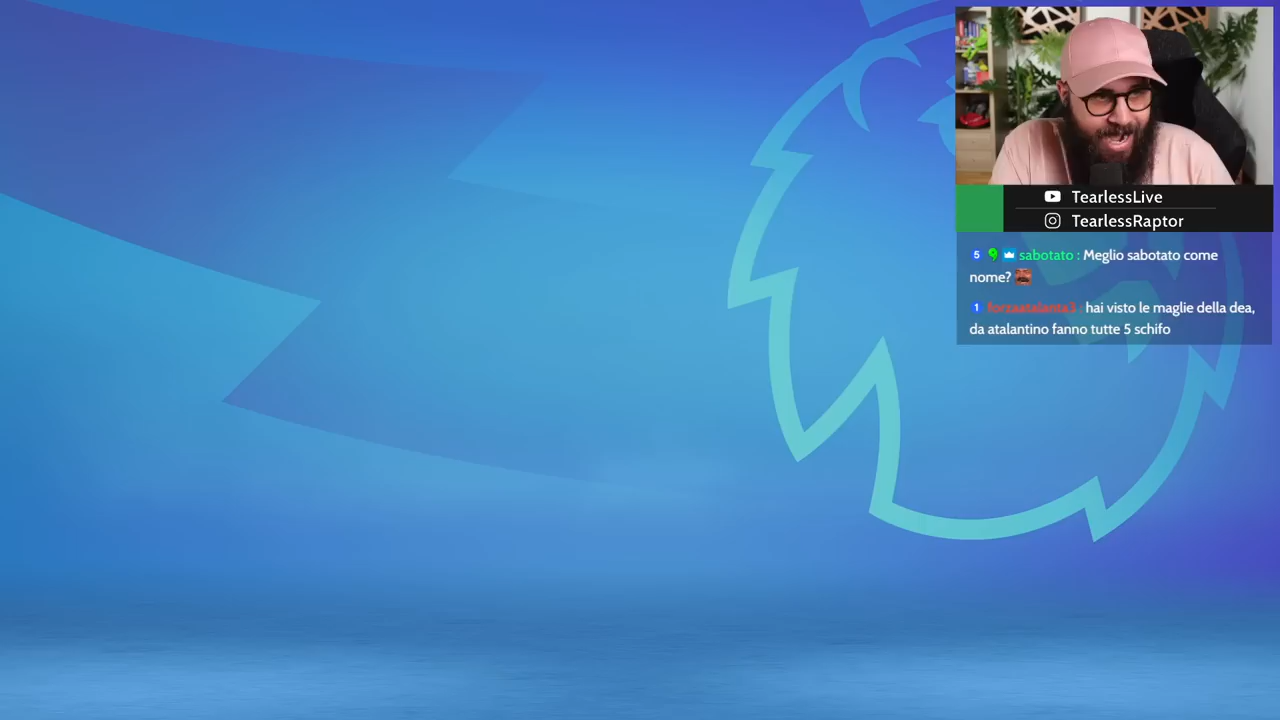 TearlessLive
TearlessRaptor
5 sabotato : Meglio sabotato come
nome?
1 forzaatalanta3 : hai visto le maglie della dea,
da atalantino fanno tutte 5 schifo